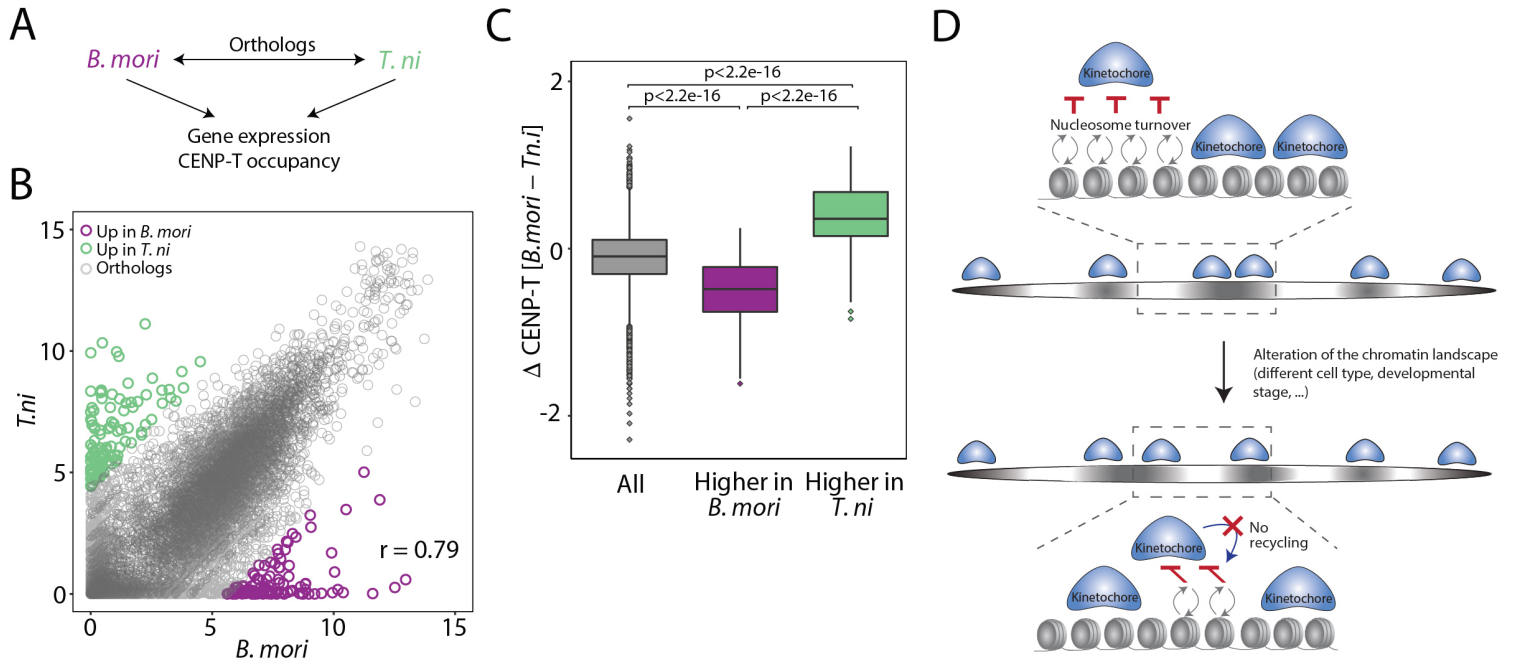 A
B. mori
Orthologs
T. ni
Gene expression
CENP-T occupancy
B
Up in B. mori
Up in T. ni
Orthologs
15
10
5
0
T.ni
r = 0.79
0
5
10
15
B. mori
C
p<2.2e-16
p<2.2e-16
p<2.2e-16
2
0
-2
Δ CENP-T [B.mori – Tn.i]
All
Higher in
B. mori
Higher in
T. ni
D
Kinetochore
Nucleosome turnover
Kinetochore
Kinetochore
Alteration of the chromatin landscape
(different cell type, developmental
stage, ...)
No
recycling
Kinetochore
Kinetochore
Kinetochore